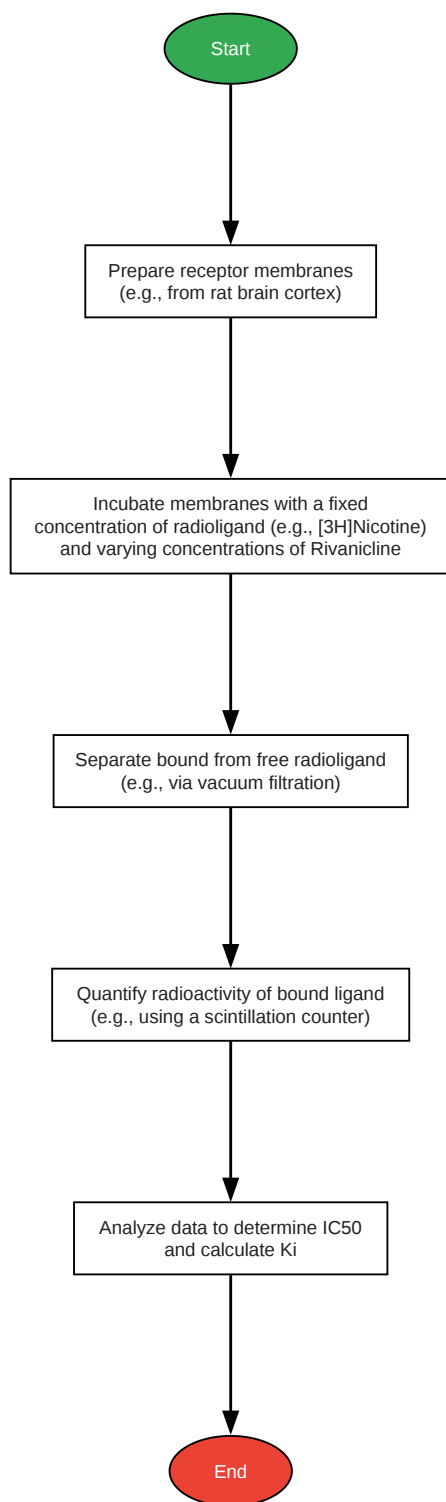 Start
Prepare receptor membranes
(e.g., from rat brain cortex)
Incubate membranes with a fixed
concentration of radioligand (e.g., [3H]Nicotine)
and varying concentrations of Rivanicline
Separate bound from free radioligand
(e.g., via vacuum filtration)
Quantify radioactivity of bound ligand
(e.g., using a scintillation counter)
Analyze data to determine IC50
and calculate Ki
End